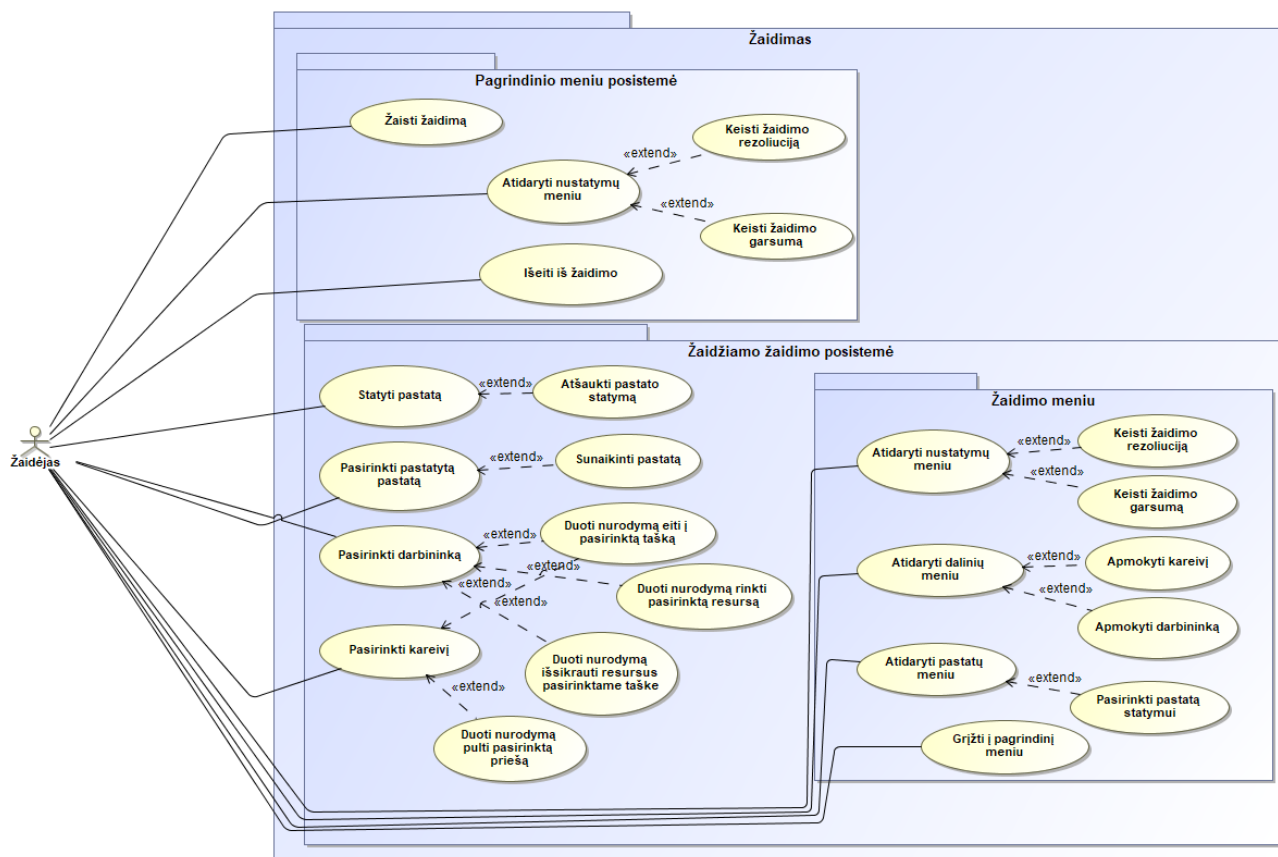 Žaidimas
Pagrindinio meniu posistemė
Žaisti žaidimą
Keisti žaidimo
rezoliuciją
«extend»
Atidaryti nustatymų
meniu
«extend»
Keisti žaidimo
garsumą
Išeiti iš žaidimo
Žaidžiamo žaidimo posistemė
Statyti pastatą
«extend»
Atšaukti pastato
statymą
Žaidėjas
Pasirinkti pastatytą
pastatą
«extend»
Sunaikinti pastatą
Pasirinkti darbininką
«extend»
Duoti nurodymą eiti į
pasirinktą tašką
«extend»
Duoti nurodymą rinkti
pasirinktą resursą
«extend»
«extend»
Pasirinkti kareivį
Duoti nurodymą
išsikrauti resursus
pasirinktame taške
«extend»
Duoti nurodymą
pulti pasirinktą
priešą
Žaidimo meniu
Atidaryti nustatymų
meniu
«extend»
Keisti žaidimo
rezoliuciją
«extend»
Keisti žaidimo
garsumą
Atidaryti dalinių
meniu
«extend»
Apmokyti kareivį
«extend»
Apmokyti darbininką
Atidaryti pastatų
meniu
«extend»
Pasirinkti pastatą
statymui
Grįžti į pagrindinį
meniu